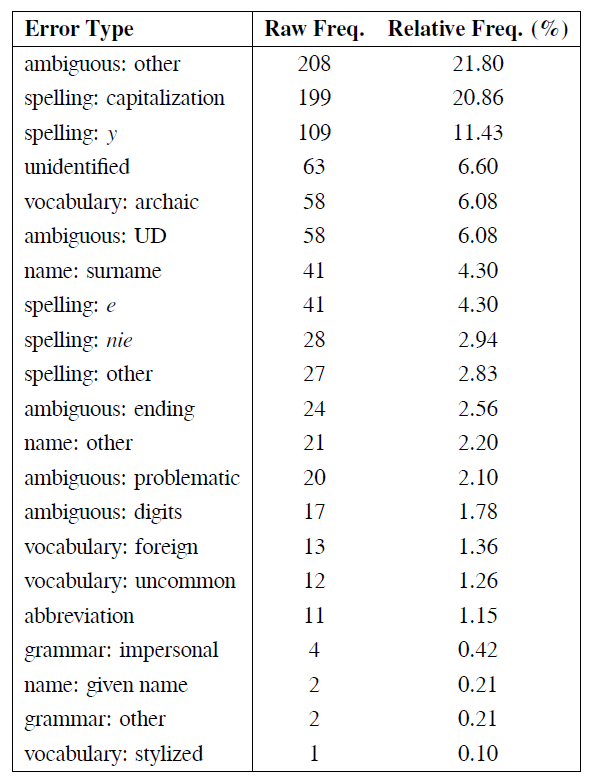 Error Type Raw Freq. Relative Freq. (%)
ambiguous: other 208 21.80
spelling: capitalization 199 20.86
spelling: y 109 11.43
unidentified 63 6.60
vocabulary: archaic 58 6.08
ambiguous: UD 58 6.08
name: surname 41 4.30
spelling: e 41 4.30
spelling: nie 28 2.94
spelling: other 27 2.83
ambiguous: ending 24 2.56
name: other 21 2.20
ambiguous: problematic 20 2.10
ambiguous: digits 17 1.78
vocabulary: foreign 13 1.36
vocabulary: uncommon 12 1.26
abbreviation 11 1.15
grammar: impersonal 4 0.42
name: given name 2 0.21
grammar: other 2 0.21
vocabulary: stylized 1 0.10